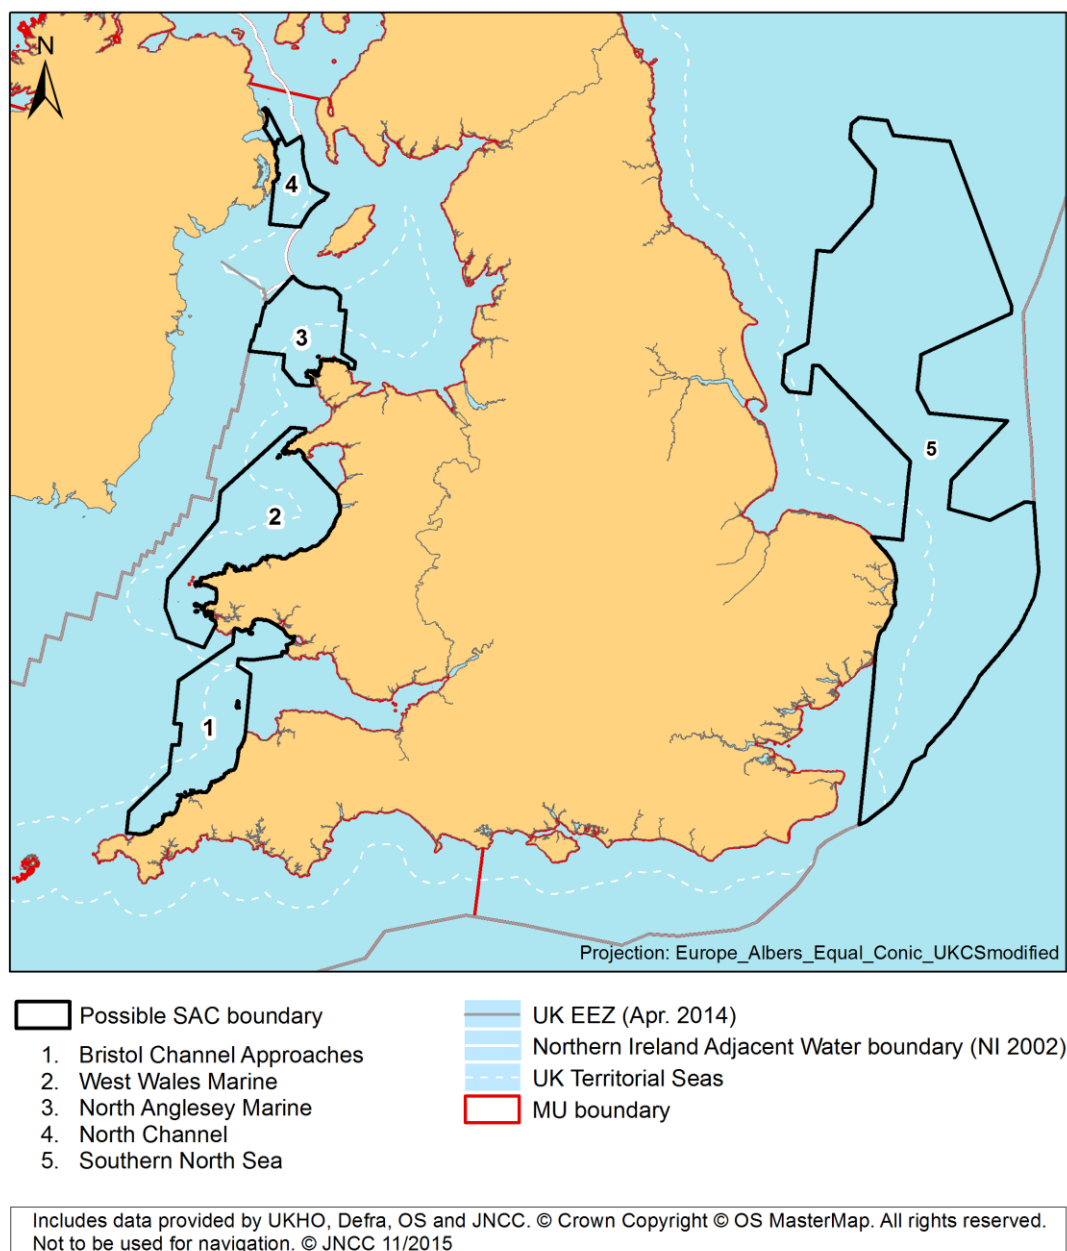 N
4
3
5
2
1
Projection: Europe_Albers_Equal_Conic_UKCSmodified
Possible SAC boundary
1. Bristol Channel Approaches
2. West Wales Marine
3. North Anglesey Marine
4. North Channel
5. Southern North Sea
UK EEZ (Apr. 2014)
Northern Ireland Adjacent Water boundary (NI 2002)
UK Territorial Seas
MU boundary
Includes data provided by UKHO, Defra, OS and JNCC. © Crown Copyright © OS MasterMap. All rights reserved.
Not to be used for navigation. © JNCC 11/2015